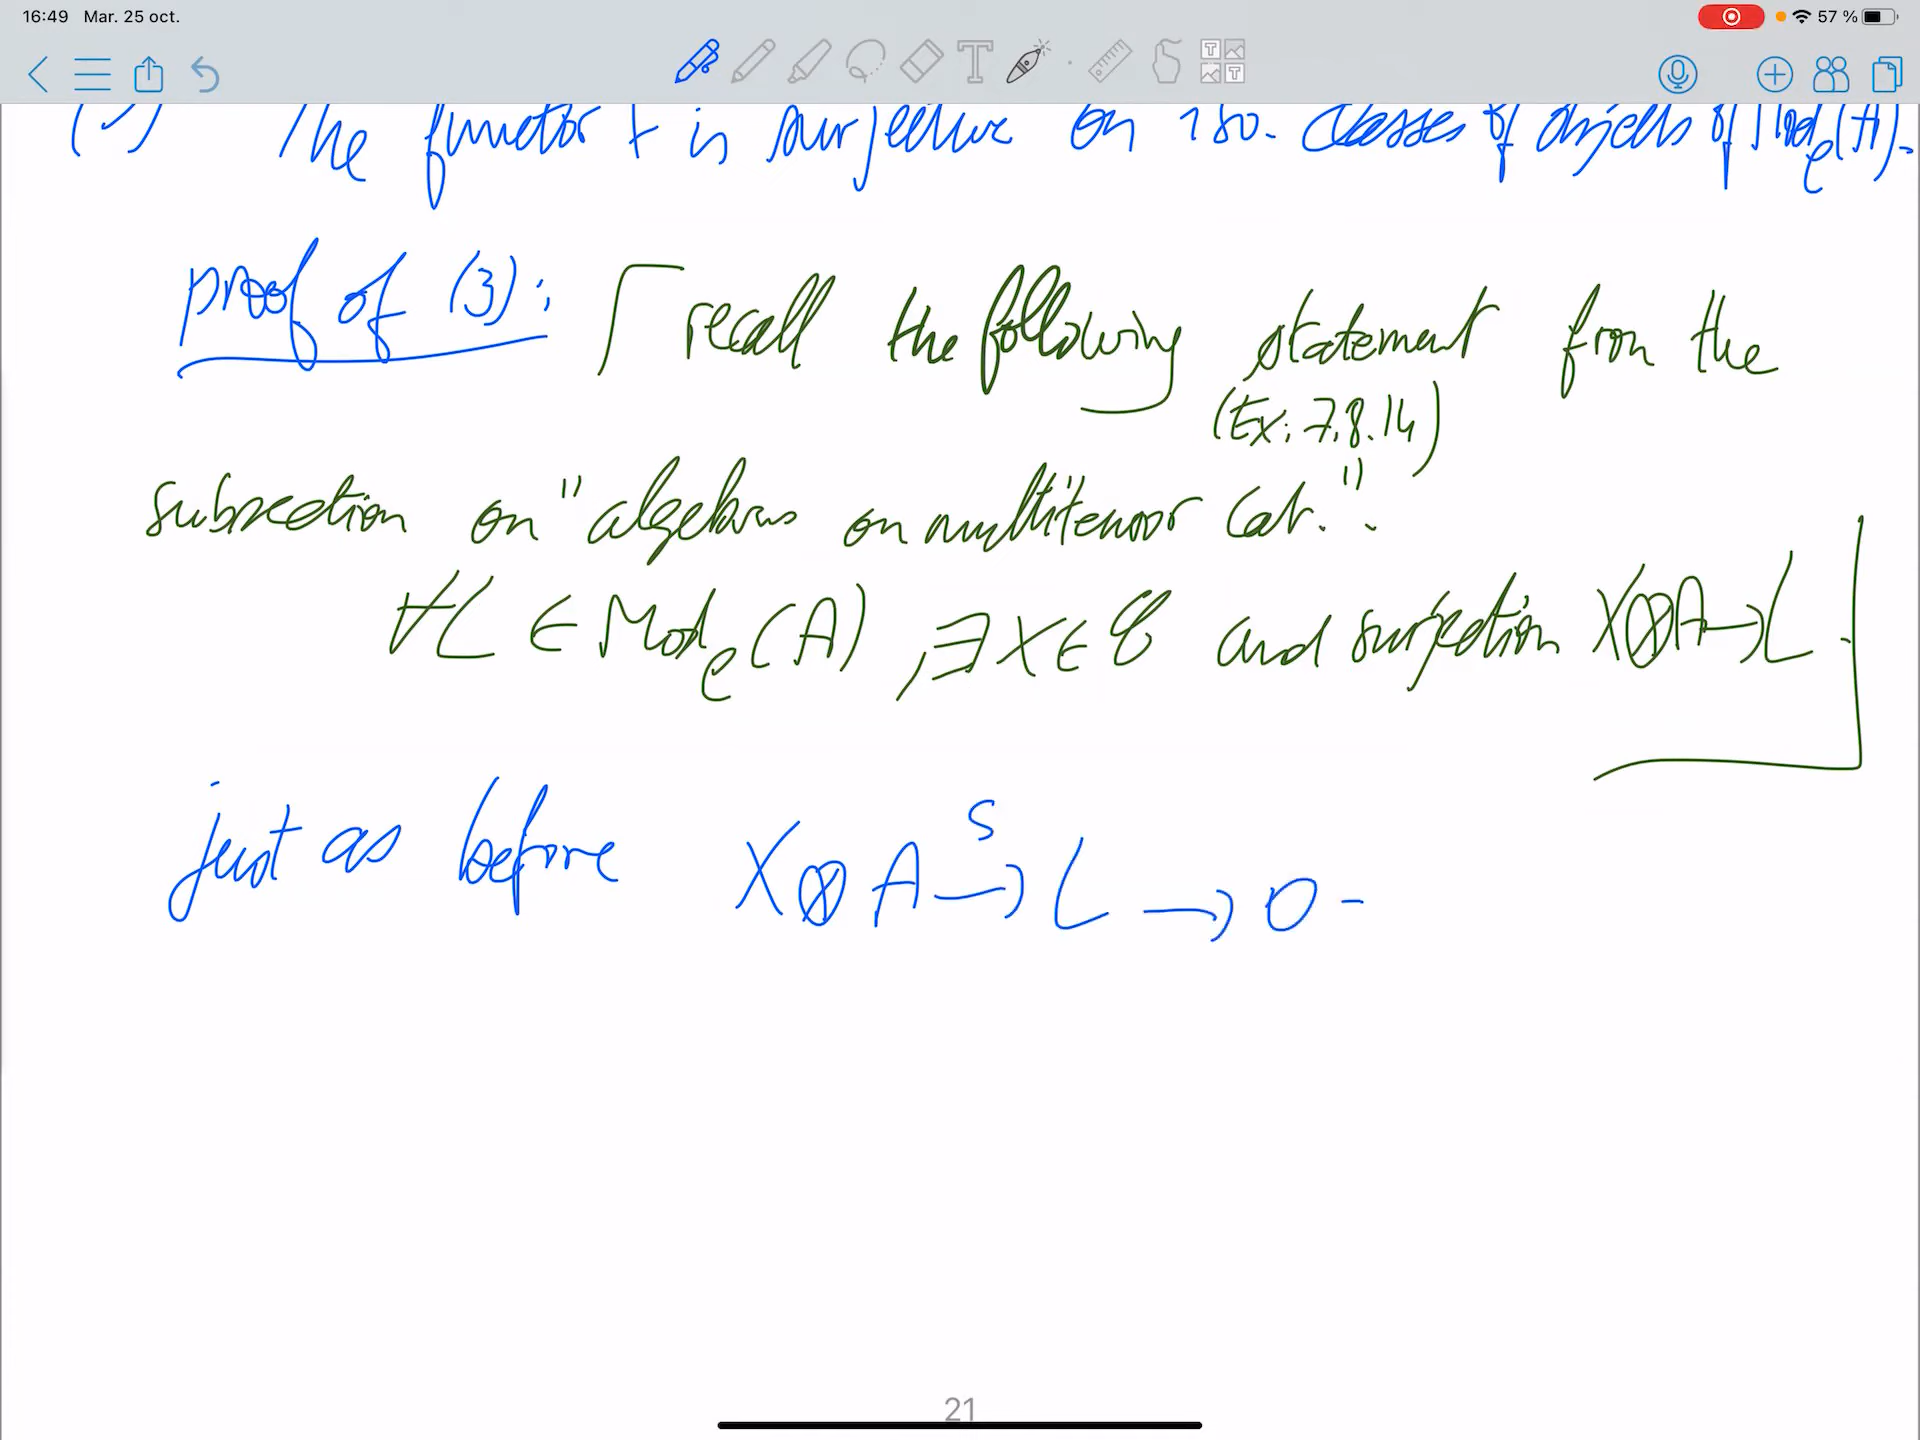 16:49 Mar. 25 oct. 57 %
(3) The functor F is surjective on iso. classes of objects of Mod_e(A).
proof of (3): ⌈ recall the following statement from the
(Ex: 7.8.14)
subsection on "algebras on multitensor cat.".
∀L ∈ Mod_e(A), ∃X∈ℓ and surjection X⊗A→L. ⌋
just as before X⊗A →^S L → 0 -
21